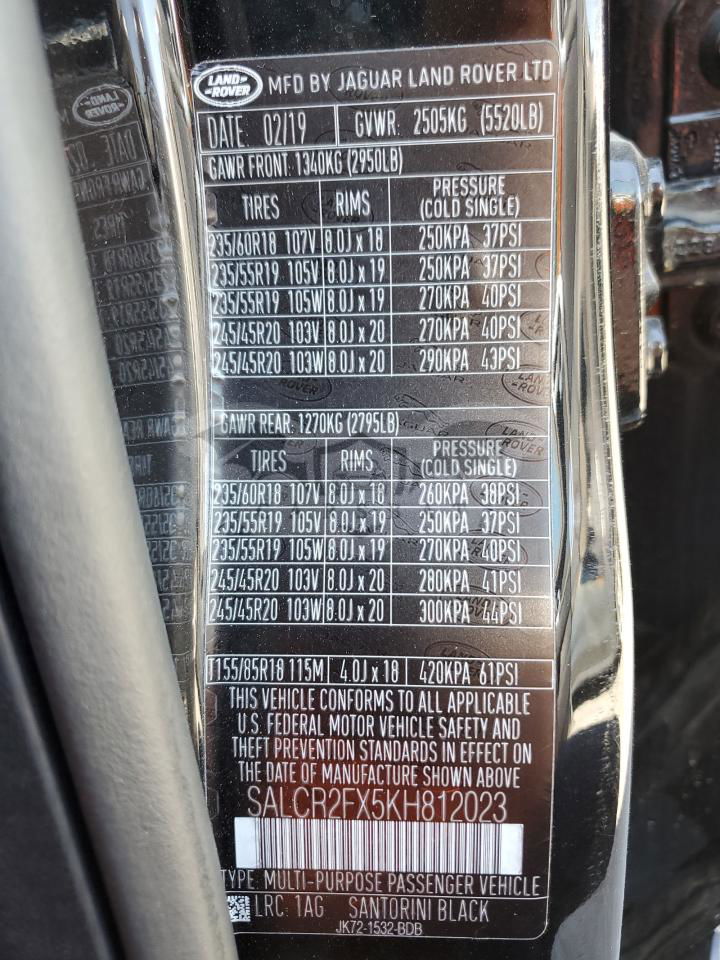 LAND ROVER MFD BY JAGUAR LAND ROVER LTD
DATE: 02/19 GVWR: 2505KG (5520LB)
GAWR FRONT: 1340KG (2950LB)
TIRES RIMS PRESSURE (COLD SINGLE)
235/60R18 107V 8.0J x 18 250KPA 37PSI
235/55R19 105V 8.0J x 19 250KPA 37PSI
235/55R19 105W 8.0J x 19 270KPA 40PSI
245/45R20 103V 8.0J x 20 270KPA 40PSI
245/45R20 103W 8.0J x 20 290KPA 43PSI
GAWR REAR: 1270KG (2795LB)
TIRES RIMS PRESSURE (COLD SINGLE)
235/60R18 107V 8.0J x 18 260KPA 38PSI
235/55R19 105V 8.0J x 19 250KPA 37PSI
235/55R19 105W 8.0J x 19 270KPA 40PSI
245/45R20 103V 8.0J x 20 280KPA 41PSI
245/45R20 103W 8.0J x 20 300KPA 44PSI
T155/85R18 115M 4.0J x 18 420KPA 61PSI
THIS VEHICLE CONFORMS TO ALL APPLICABLE
U.S. FEDERAL MOTOR VEHICLE SAFETY AND
THEFT PREVENTION STANDARDS IN EFFECT ON
THE DATE OF MANUFACTURE SHOWN ABOVE
SALCR2FX5KH812023
TYPE: MULTI-PURPOSE PASSENGER VEHICLE
LRC: 1AG SANTORINI BLACK
JK72-1532-BDB